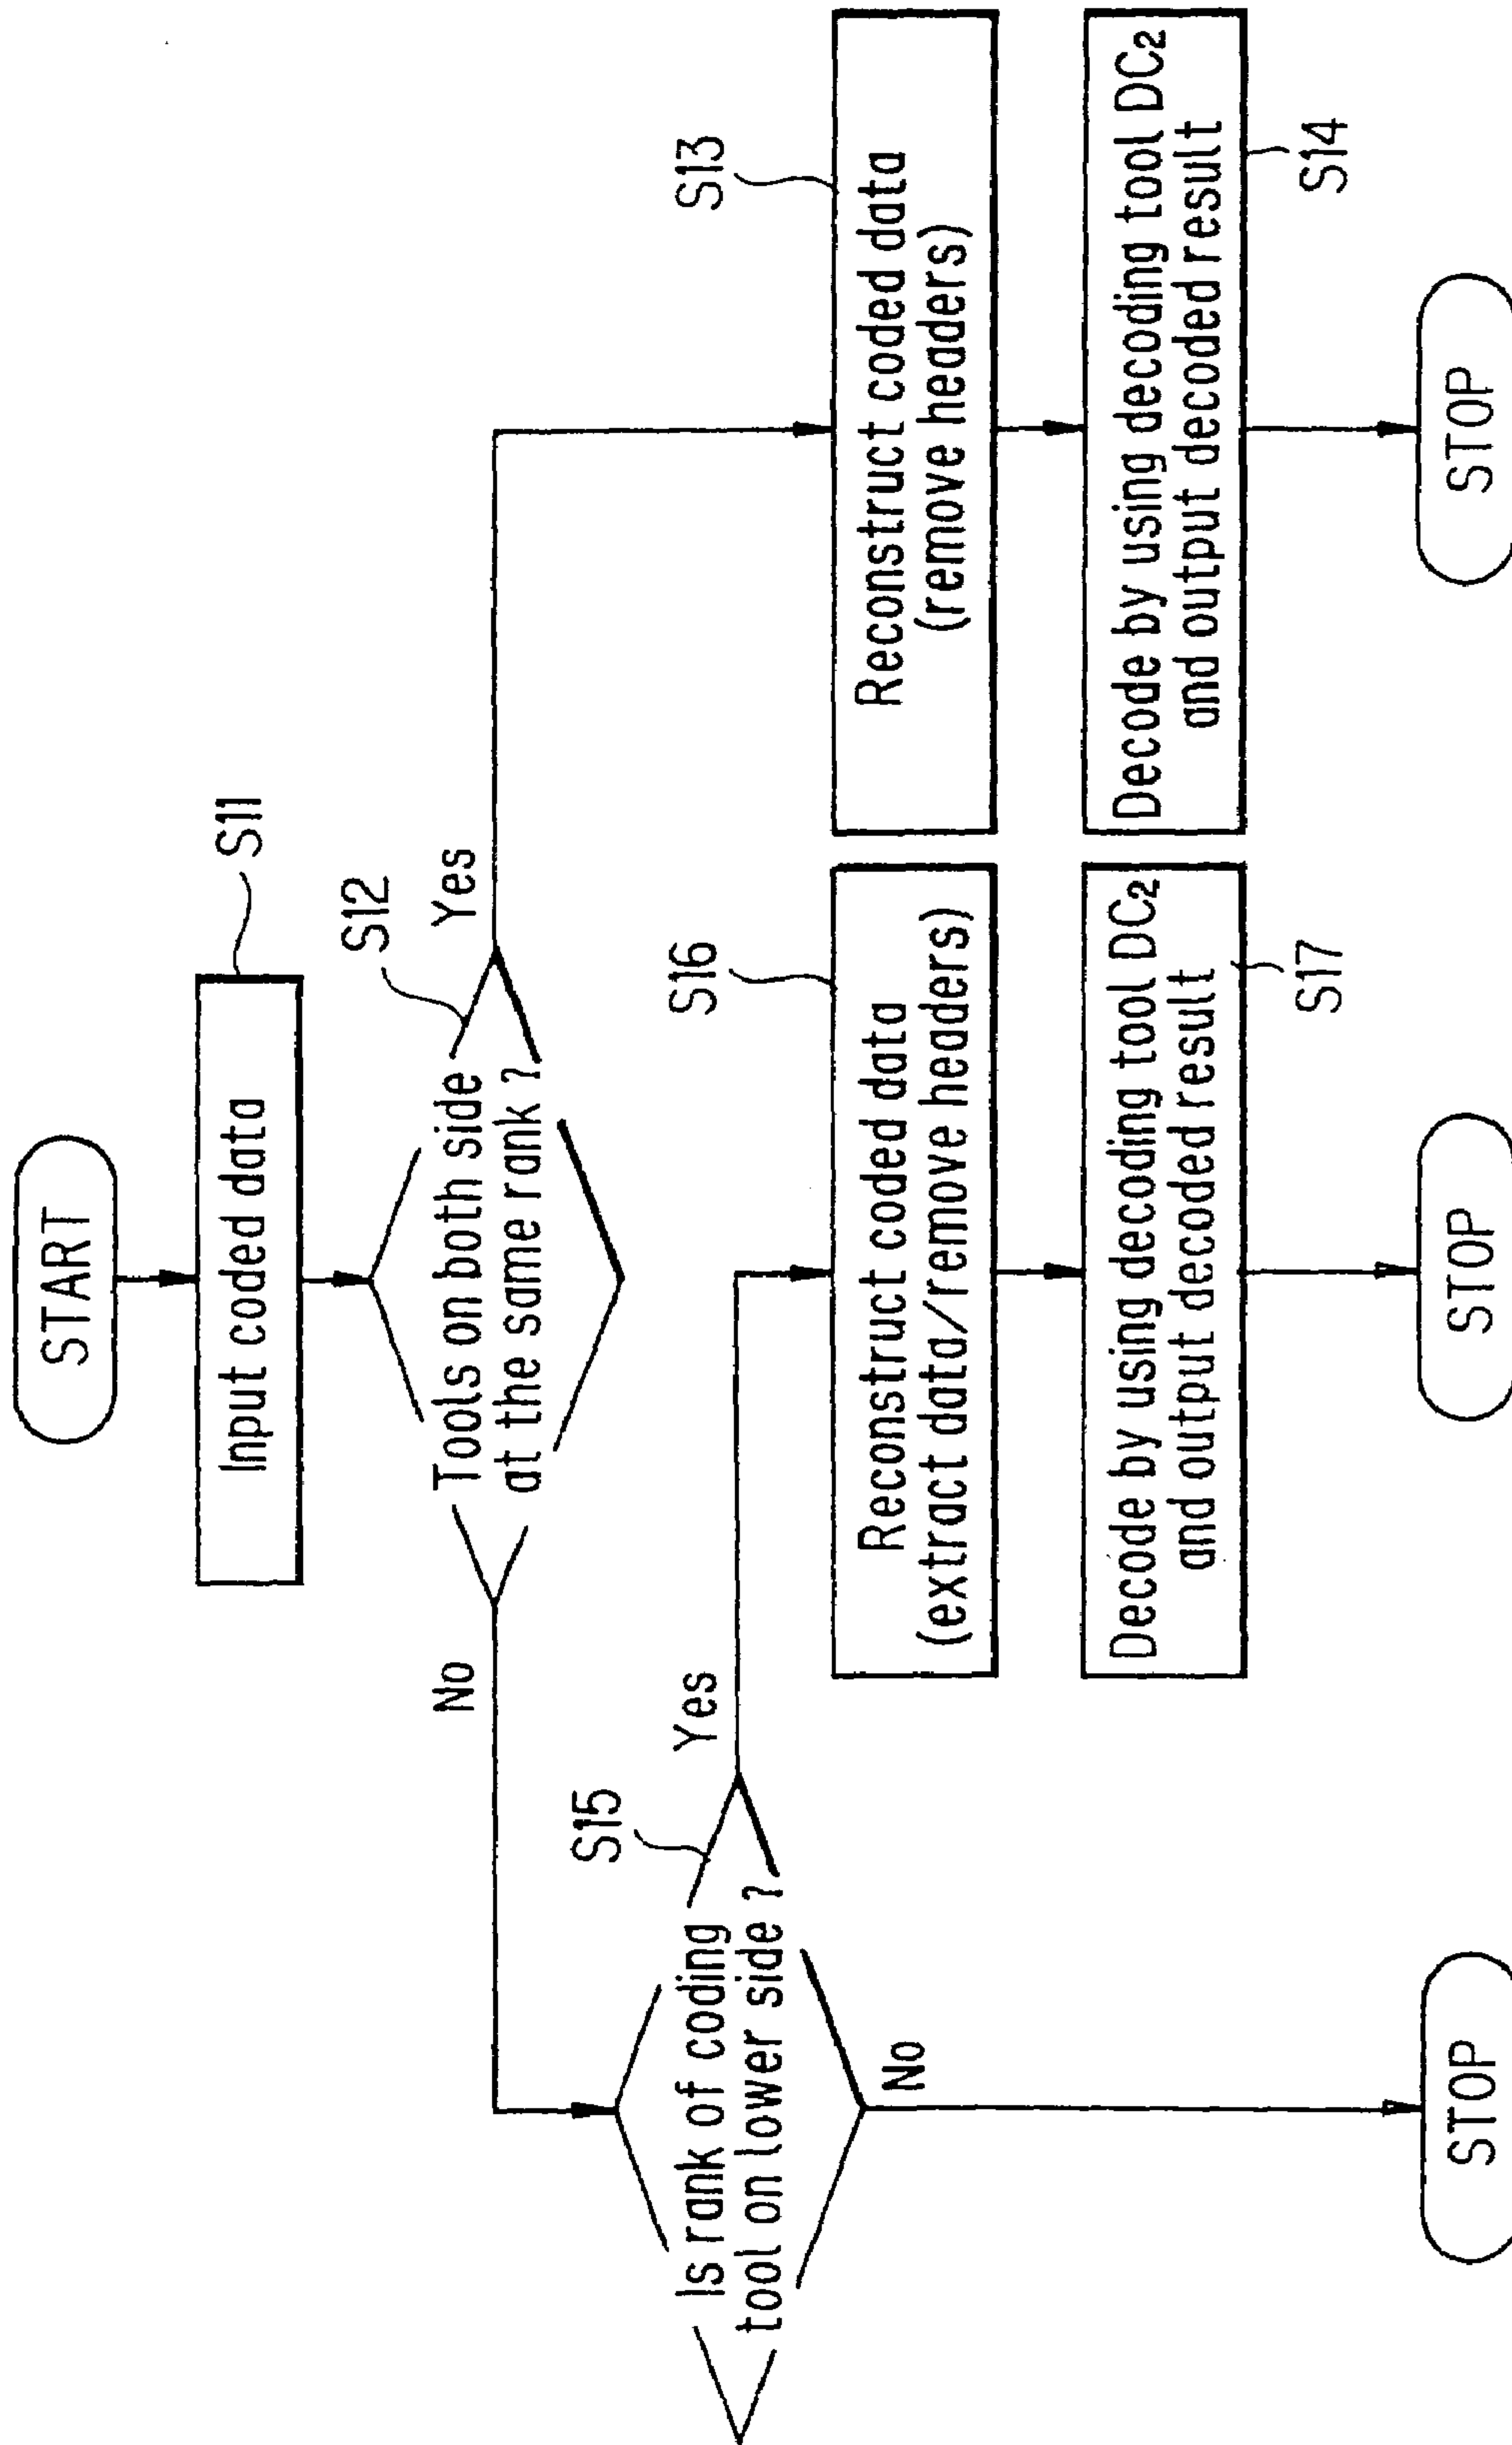 START
S11
Input coded data
S12
Tools on both side
at the same rank ?
No
Yes
S15
Is rank of coding
tool on lower side ?
Yes
No
S16
Reconstruct coded data
(extract data/remove headers)
S13
Reconstruct coded data
(remove headers)
Decode by using decoding tool DC₂
and output decoded result
S17
Decode by using decoding tool DC₂
and output decoded result
S14
STOP
STOP
STOP